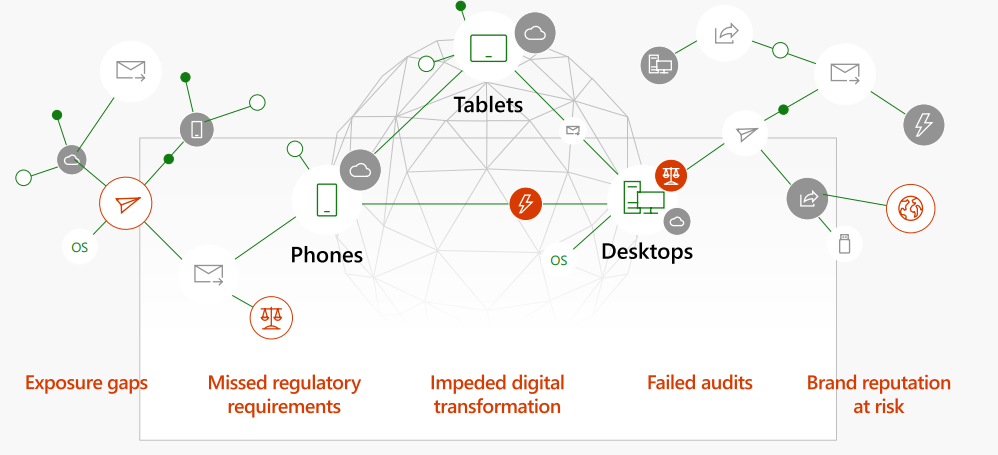 Tablets
OS
Phones
OS
Desktops
Exposure gaps
Missed regulatory
requirements
Impeded digital
transformation
Failed audits
Brand reputation
at risk